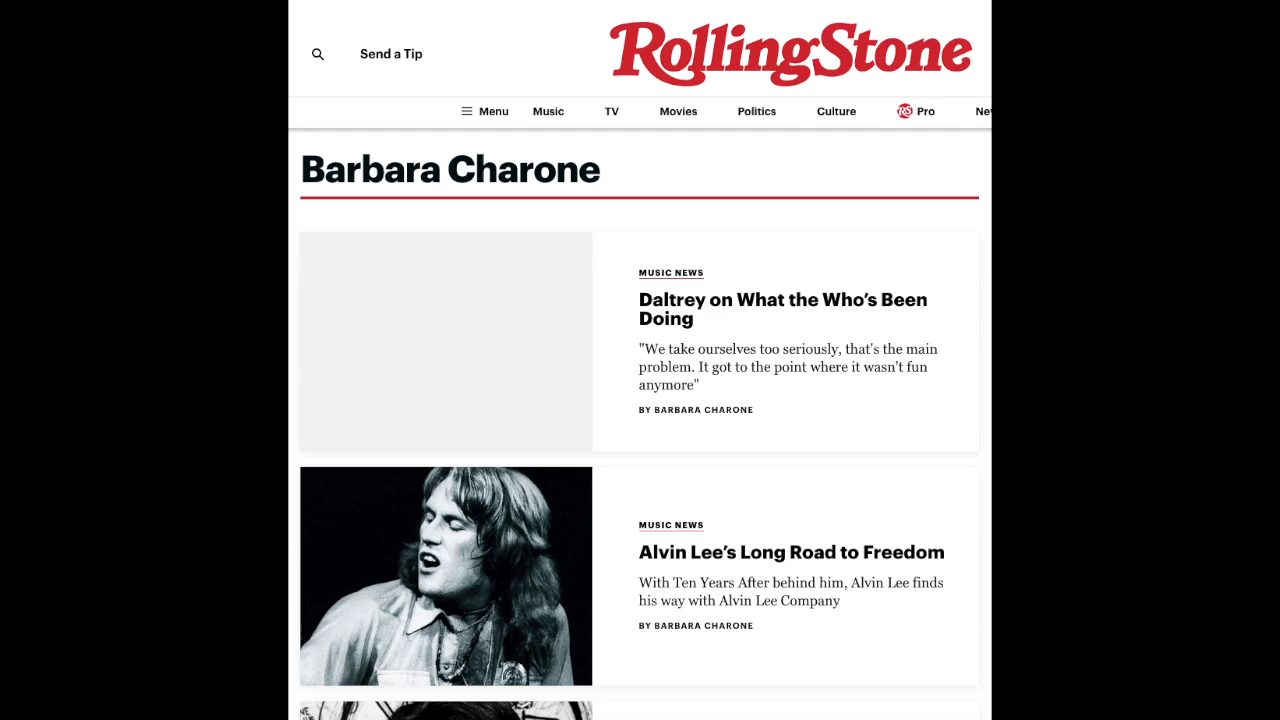 Send a Tip
RollingStone
Menu Music TV Movies Politics Culture RS Pro Nev
Barbara Charone
MUSIC NEWS
Daltrey on What the Who’s Been
Doing
"We take ourselves too seriously, that's the main
problem. It got to the point where it wasn't fun
anymore"
BY BARBARA CHARONE
MUSIC NEWS
Alvin Lee’s Long Road to Freedom
With Ten Years After behind him, Alvin Lee finds
his way with Alvin Lee Company
BY BARBARA CHARONE